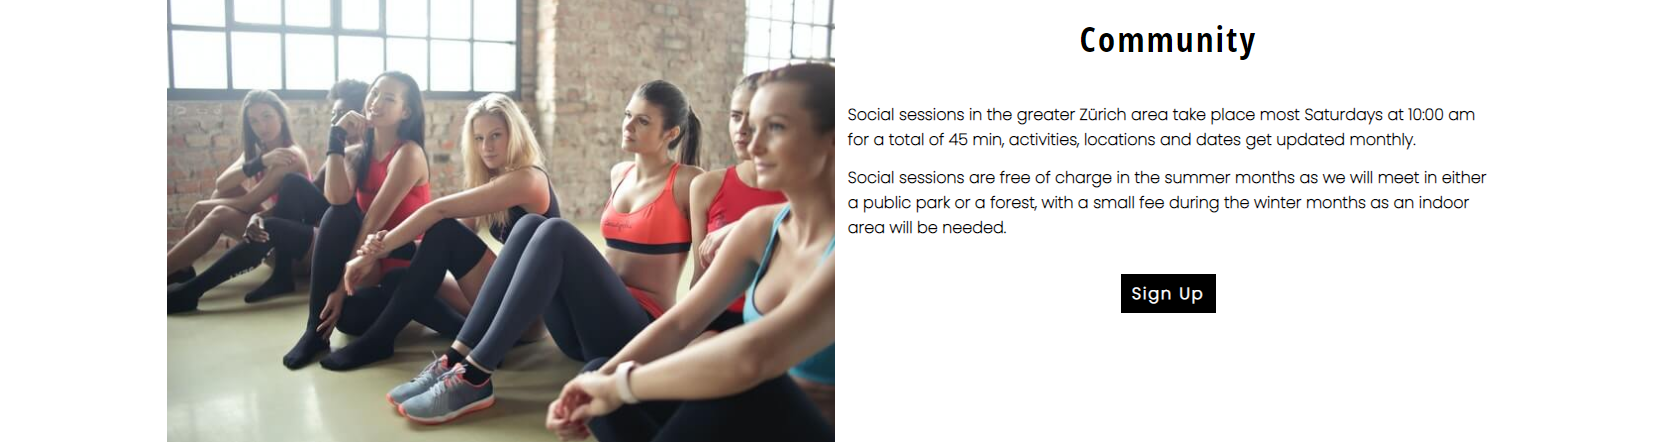 Community
Social sessions in the greater Zürich area take place most Saturdays at 10:00 am
for a total of 45 min, activities, locations and dates get updated monthly.
Social sessions are free of charge in the summer months as we will meet in either
a public park or a forest, with a small fee during the winter months as an indoor
area will be needed.
Sign Up